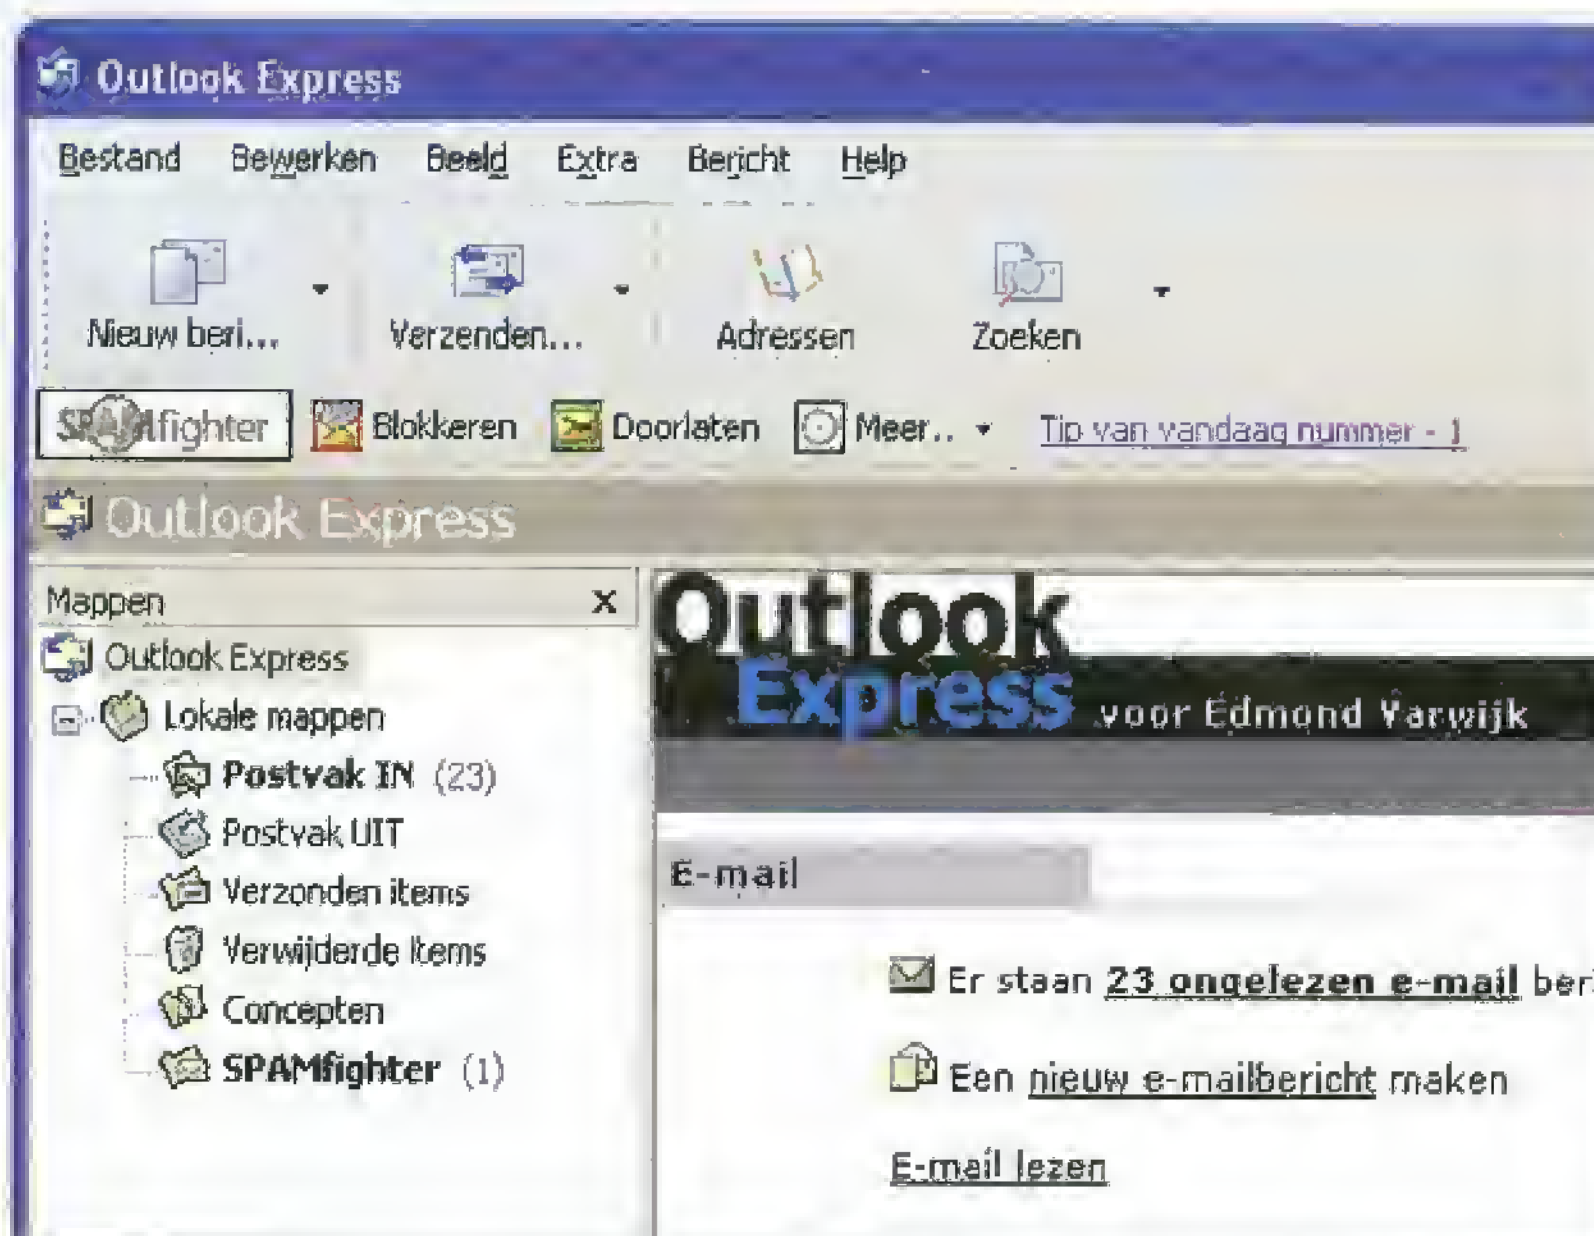 Outlook Express
Bestand Bewerken Beeld Extra Bericht Help
Nieuw beri... Verzenden... Adressen Zoeken
SPAMfighter Blokkeren Doorlaten Meer.. Tip van vandaag nummer - 1
Outlook Express
Mappen x
Outlook Express
Lokale mappen
Postvak IN (23)
Postvak UIT
Verzonden items
Verwijderde items
Concepten
SPAMfighter (1)
Outlook
Express voor Edmond Varwijk
E-mail
Er staan 23 ongelezen e-mail ber
Een nieuw e-mailbericht maken
E-mail lezen